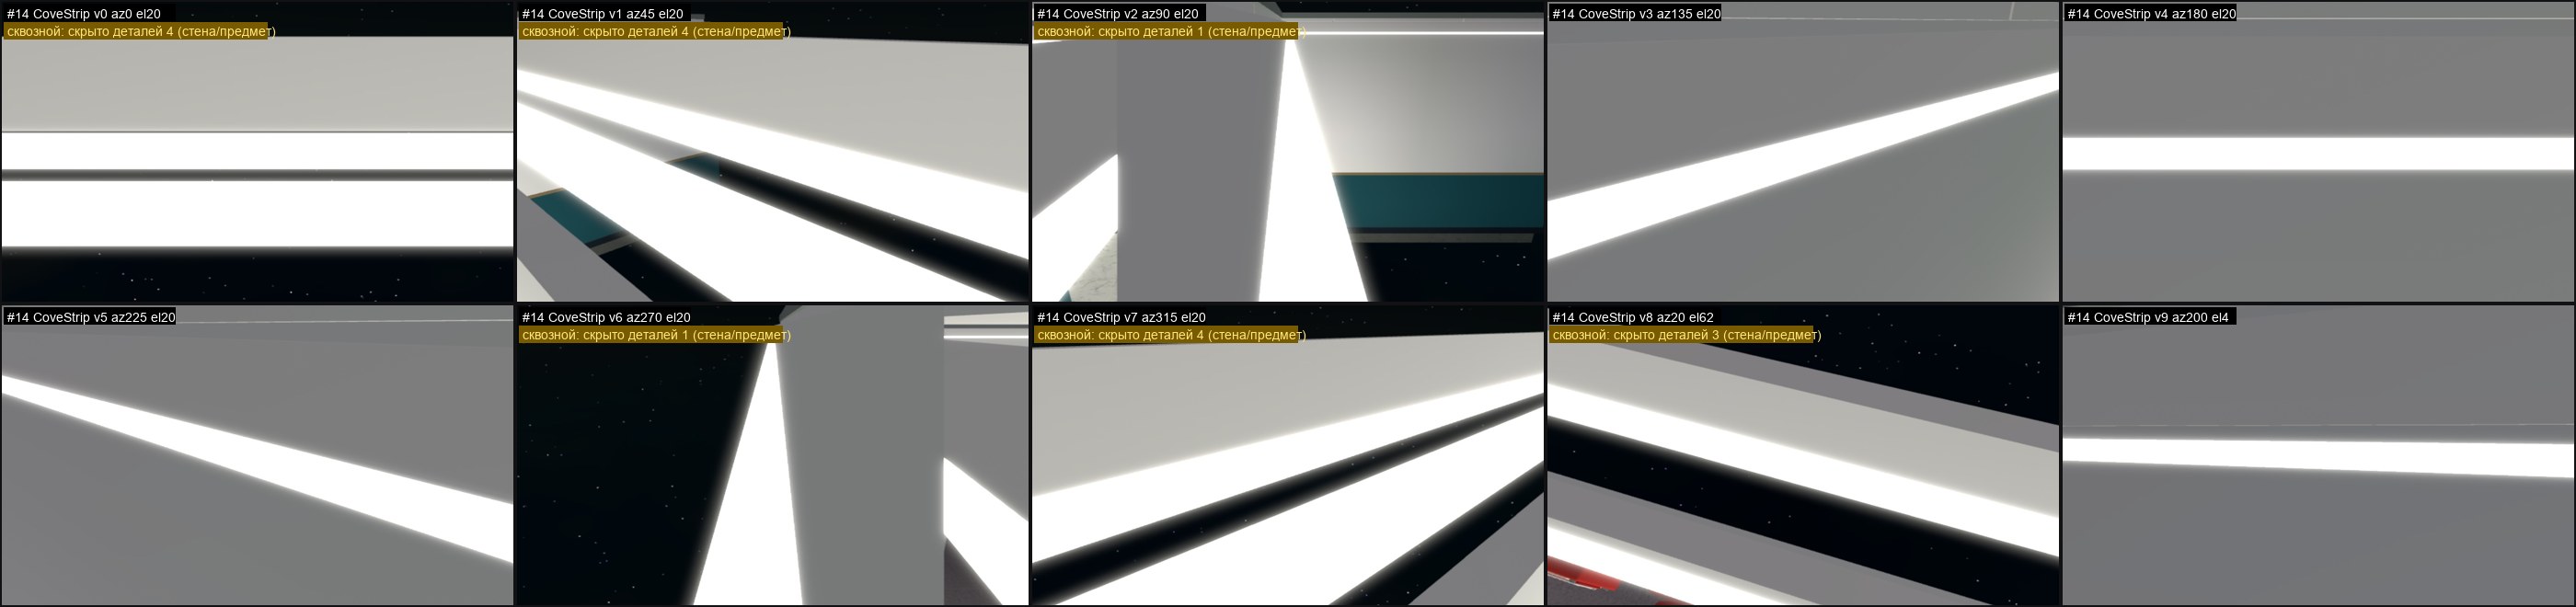 #14 CoveStrip v0 az0 el20
сквозной: скрыто деталей 4 (стена/предмет)
#14 CoveStrip v1 az45 el20
сквозной: скрыто деталей 4 (стена/предмет)
#14 CoveStrip v2 az90 el20
сквозной: скрыто деталей 1 (стена/предмет)
#14 CoveStrip v3 az135 el20
#14 CoveStrip v4 az180 el20
#14 CoveStrip v5 az225 el20
#14 CoveStrip v6 az270 el20
сквозной: скрыто деталей 1 (стена/предмет)
#14 CoveStrip v7 az315 el20
сквозной: скрыто деталей 4 (стена/предмет)
#14 CoveStrip v8 az20 el62
сквозной: скрыто деталей 3 (стена/предмет)
#14 CoveStrip v9 az200 el4